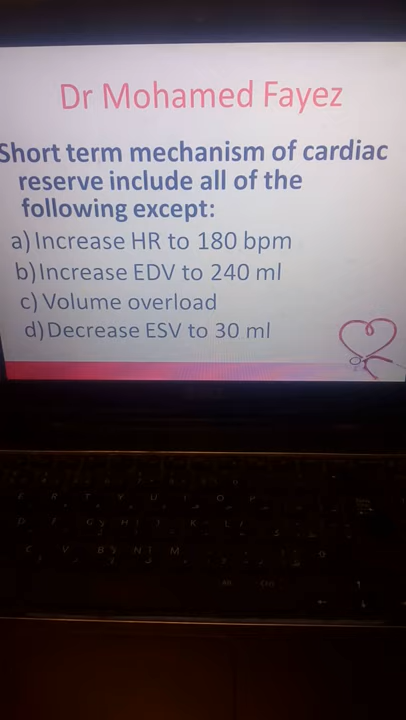 Dr Mohamed Fayez
Short term mechanism of cardiac
reserve include all of the
following except:
a) Increase HR to 180 bpm
b) Increase EDV to 240 ml
c) Volume overload
d) Decrease ESV to 30 ml
E R T Y U I O P
D F G H J K L
C V B N M